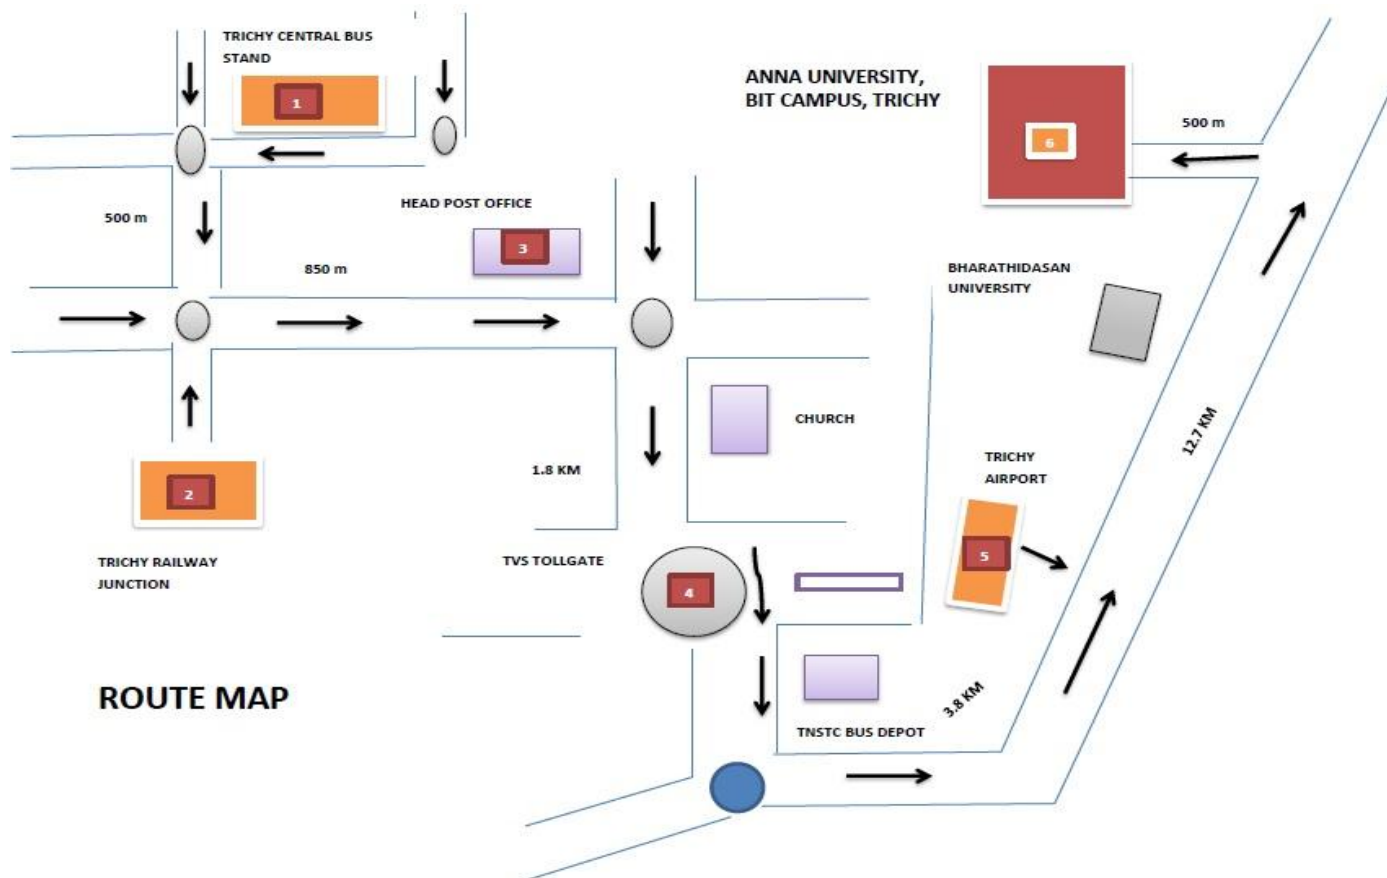 TRICHY CENTRAL BUS
STAND
1
ANNA UNIVERSITY,
BIT CAMPUS, TRICHY
6
500 m
500 m
HEAD POST OFFICE
3
850 m
BHARATHIDASAN
UNIVERSITY
CHURCH
12.7 KM
1.8 KM
TRICHY
AIRPORT
2
5
TRICHY RAILWAY
JUNCTION
TVS TOLLGATE
4
ROUTE MAP
3.8 KM
TNSTC BUS DEPOT